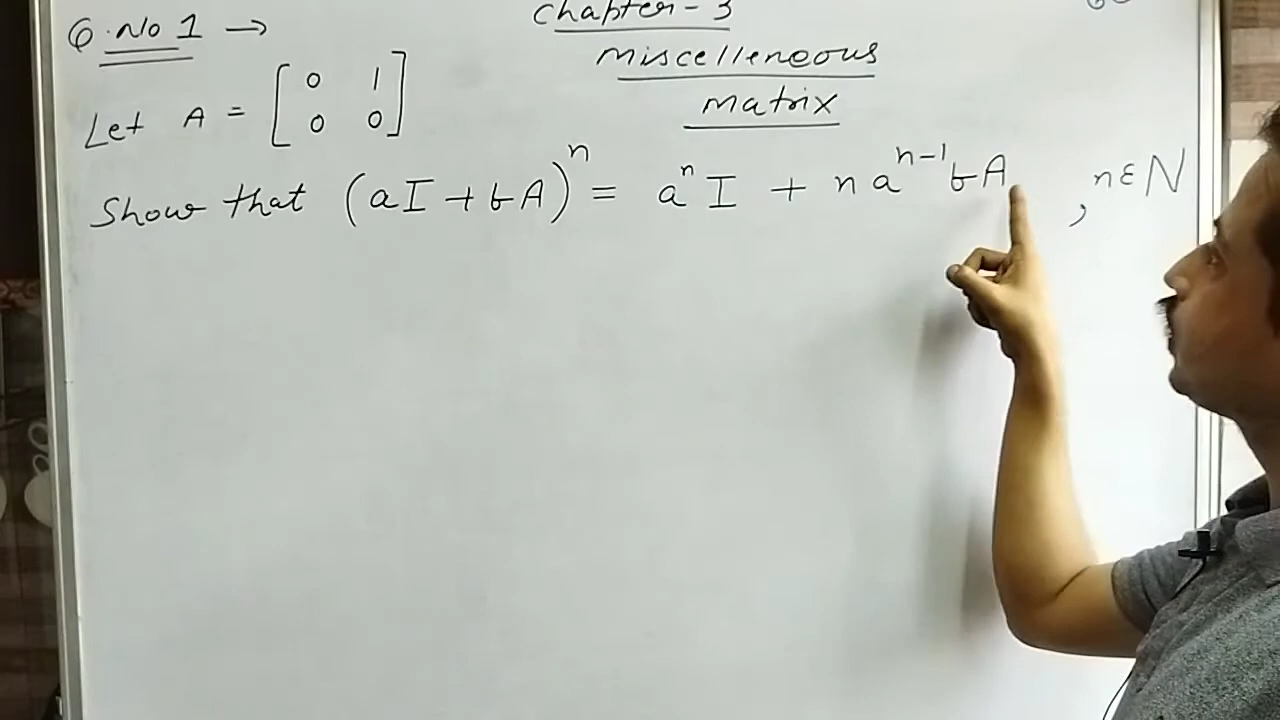 Chapter - 3
Q. No 1 →
Miscelleneous
Matrix
Let A = [ 0 1
0 0 ]
Show that (aI + bA)^n = a^n I + n a^(n-1) bA , n ∈ N